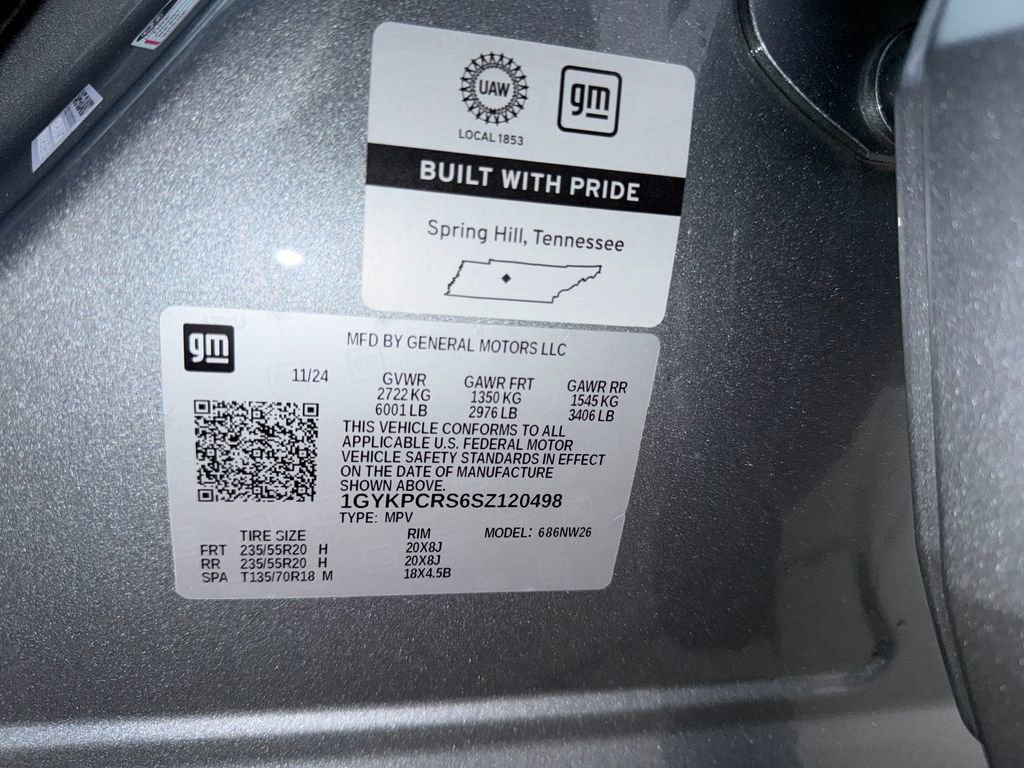 UAW
gm
LOCAL 1853
BUILT WITH PRIDE
Spring Hill, Tennessee
gm
MFD BY GENERAL MOTORS LLC
11/24
GVWR GAWR FRT GAWR RR
2722 KG 1350 KG 1545 KG
6001 LB 2976 LB 3406 LB
THIS VEHICLE CONFORMS TO ALL
APPLICABLE U.S. FEDERAL MOTOR
VEHICLE SAFETY STANDARDS IN EFFECT
ON THE DATE OF MANUFACTURE
SHOWN ABOVE.
1GYKPCRS6SZ120498
TYPE: MPV
TIRE SIZE RIM MODEL: 686NW26
FRT 235/55R20 H 20X8J
RR 235/55R20 H 20X8J
SPA T135/70R18 M 18X4.5B